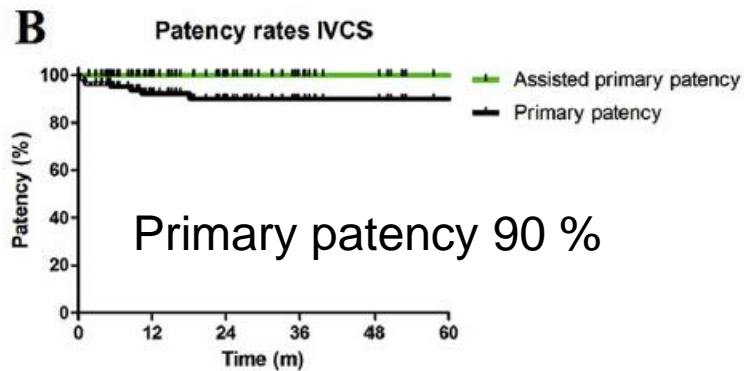 B
Patency rates IVCS
100
80
60
40
20
0
Patency (%)
Assisted primary patency
Primary patency
Primary patency 90 %
0 12 24 36 48 60
Time (m)